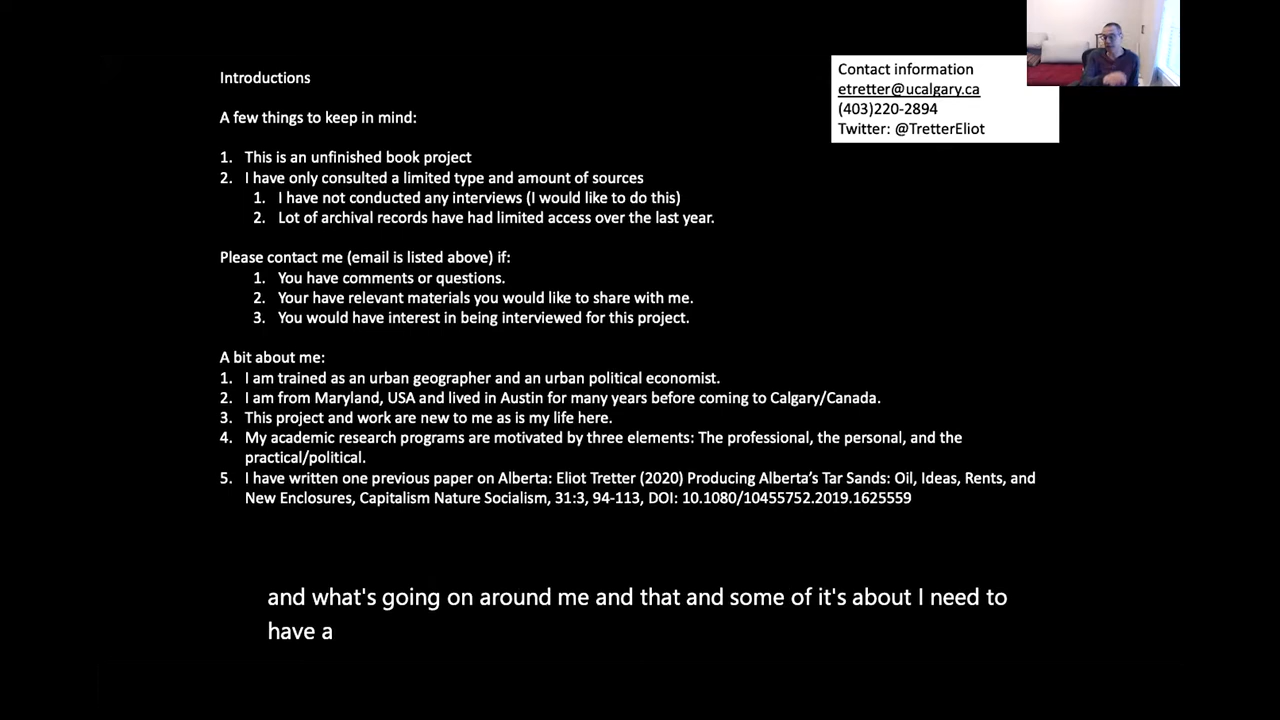 Introductions
Contact information
etretter@ucalgary.ca
(403)220-2894
Twitter: @TretterEliot
A few things to keep in mind:
1. This is an unfinished book project
2. I have only consulted a limited type and amount of sources
1. I have not conducted any interviews (I would like to do this)
2. Lot of archival records have had limited access over the last year.
Please contact me (email is listed above) if:
1. You have comments or questions.
2. Your have relevant materials you would like to share with me.
3. You would have interest in being interviewed for this project.
A bit about me:
1. I am trained as an urban geographer and an urban political economist.
2. I am from Maryland, USA and lived in Austin for many years before coming to Calgary/Canada.
3. This project and work are new to me as is my life here.
4. My academic research programs are motivated by three elements: The professional, the personal, and the
practical/political.
5. I have written one previous paper on Alberta: Eliot Tretter (2020) Producing Alberta’s Tar Sands: Oil, Ideas, Rents, and
New Enclosures, Capitalism Nature Socialism, 31:3, 94-113, DOI: 10.1080/10455752.2019.1625559
and what's going on around me and that and some of it's about I need to
have a